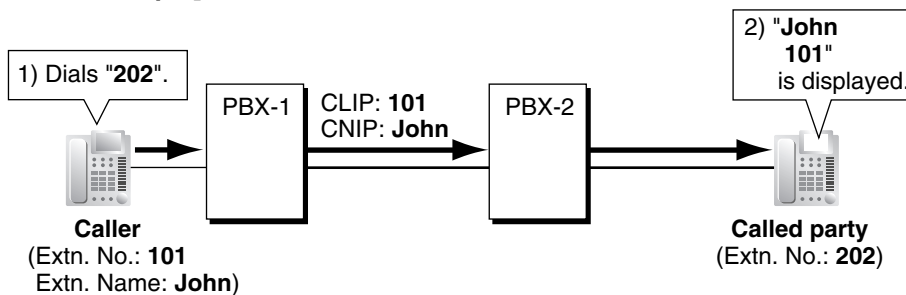 1) Dials "202".
2) "John
101"
is displayed.
PBX-1
CLIP: 101
CNIP: John
PBX-2
Caller
(Extn. No.: 101
Extn. Name: John)
Called party
(Extn. No.: 202)